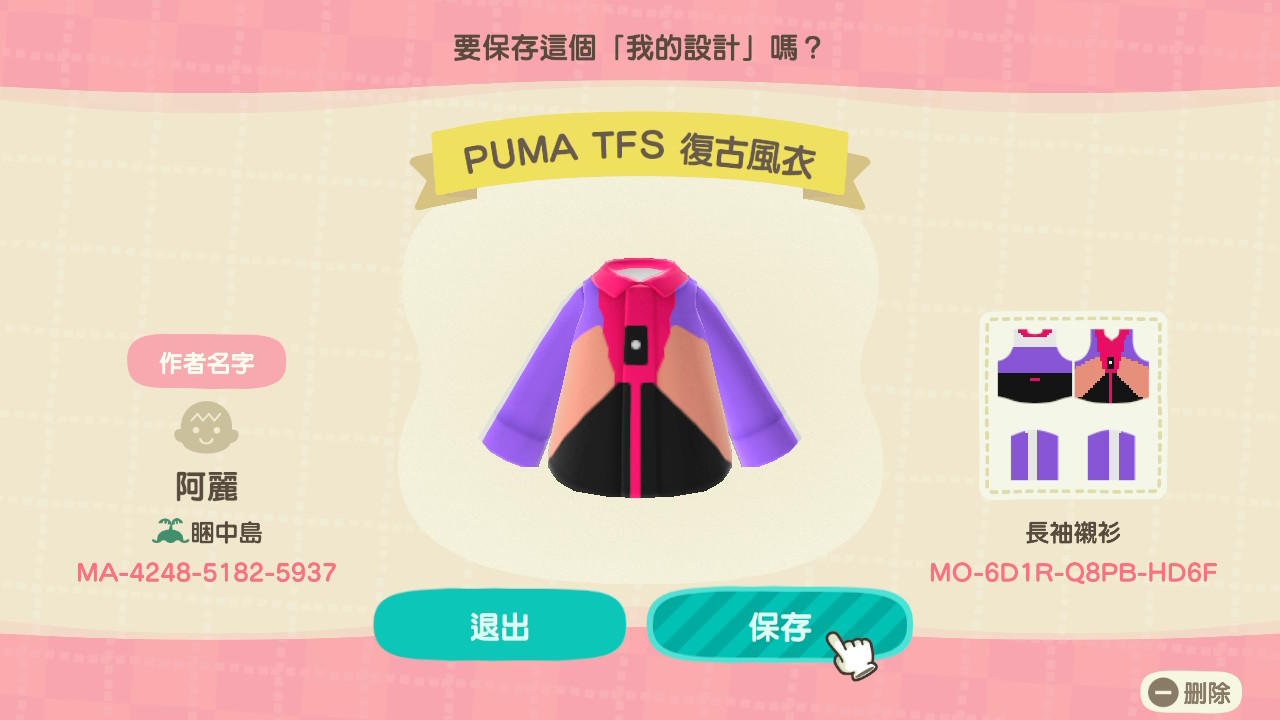 要保存這個「我的設計」嗎？
PUMA TFS 復古風衣
作者名字
阿麗
睏中島
MA-4248-5182-5937
長袖襯衫
MO-6D1R-Q8PB-HD6F
退出
保存
刪除